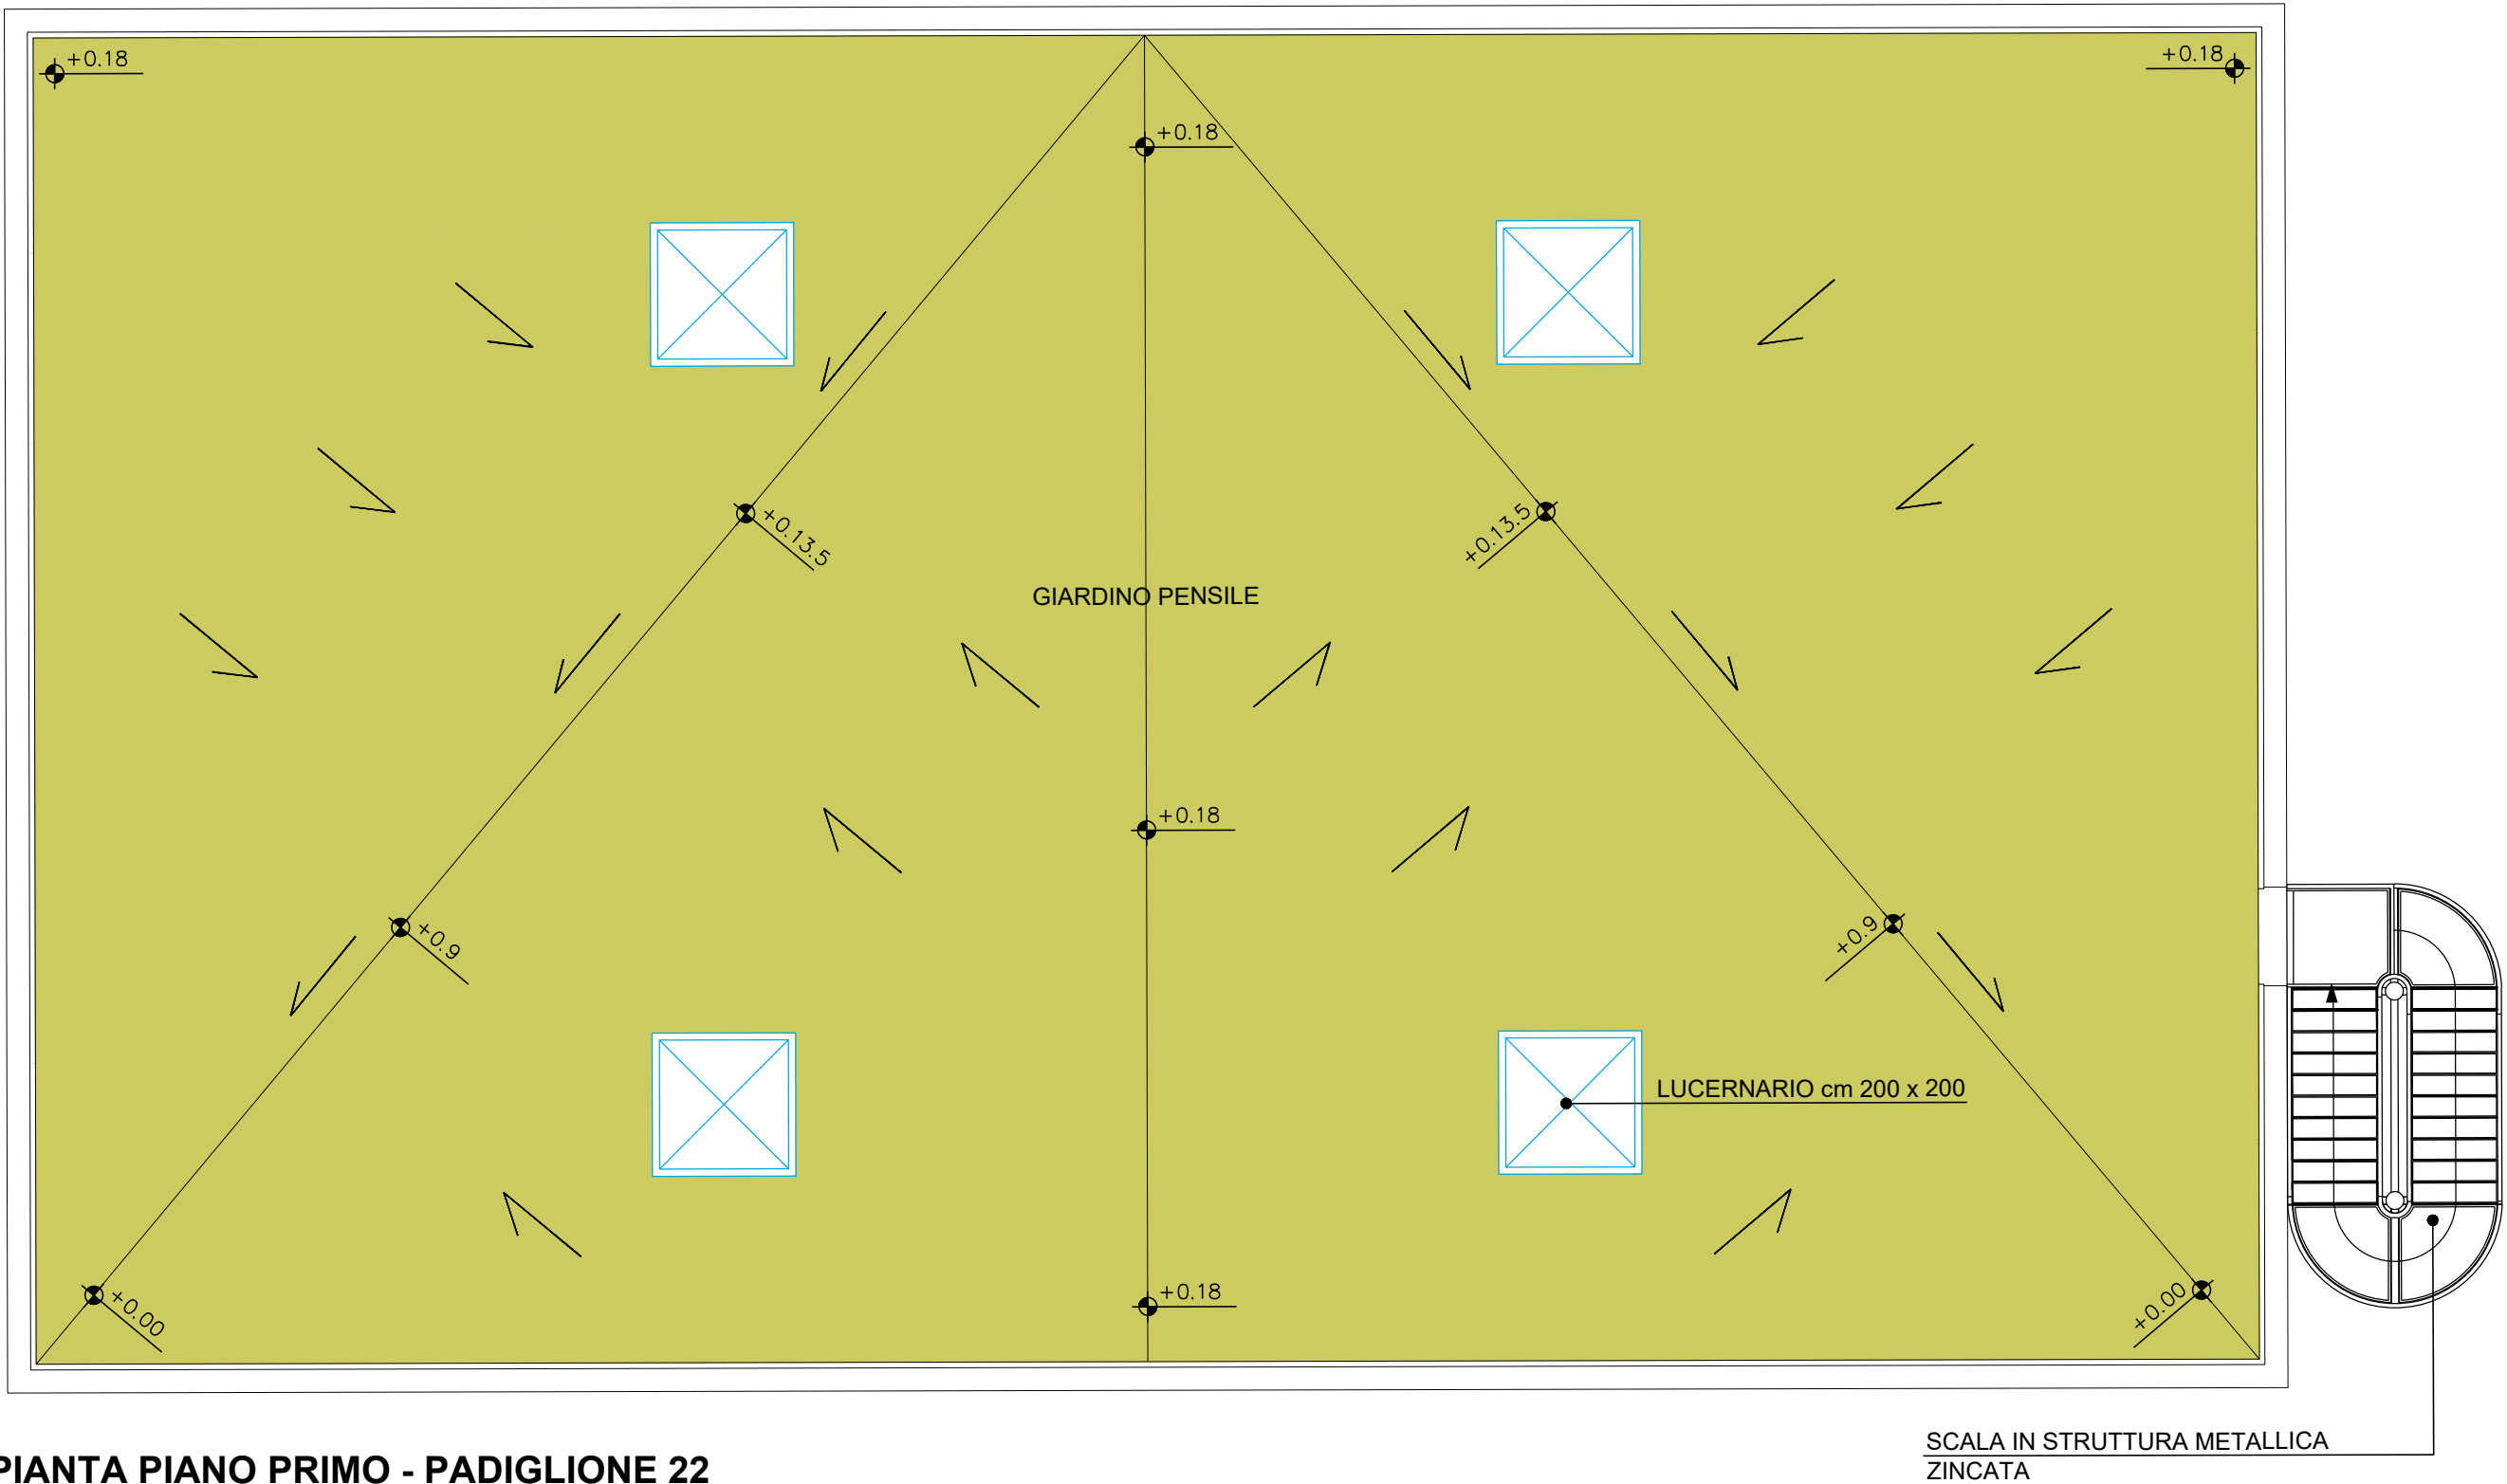 +0.18
+0.18
+0.18
+0.13.5
+0.13.5
GIARDINO PENSILE
+0.18
+0.9
+0.9
LUCERNARIO cm 200 x 200
+0.00
+0.18
+0.00
SCALA IN STRUTTURA METALLICA
ZINCATA
PIANTA PIANO PRIMO - PADIGLIONE 22